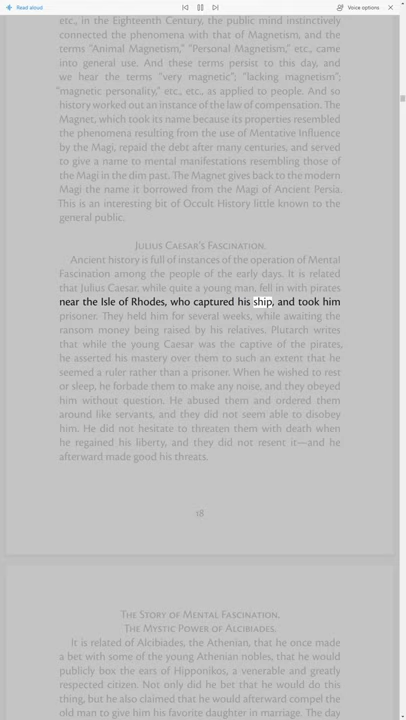 Read aloud
Voice options
etc., in the Eighteenth Century, the public mind instinctively
connected the phenomena with that of Magnetism, and the
terms "Animal Magnetism," "Personal Magnetism," etc., came
into general use. And these terms persist to this day, and
we hear the terms "very magnetic"; "lacking magnetism";
"magnetic personality," etc., etc., as applied to people. And so
history worked out an instance of the law of compensation. The
Magnet, which took its name because its properties resembled
the phenomena resulting from the use of Mentative Influence
by the Magi, repaid the debt after many centuries, and served
to give a name to mental manifestations resembling those of
the Magi in the dim past. The Magnet gives back to the modern
Magi the name it borrowed from the Magi of Ancient Persia.
This is an interesting bit of Occult History little known to the
general public.
Julius Caesar's Fascination.
Ancient history is full of instances of the operation of Mental
Fascination among the people of the early days. It is related
that Julius Caesar, while quite a young man, fell in with pirates
near the Isle of Rhodes, who captured his ship, and took him
prisoner. They held him for several weeks, while awaiting the
ransom money being raised by his relatives. Plutarch writes
that while the young Caesar was the captive of the pirates,
he asserted his mastery over them to such an extent that he
seemed a ruler rather than a prisoner. When he wished to rest
or sleep, he forbade them to make any noise, and they obeyed
him without question. He abused them and ordered them
around like servants, and they did not seem able to disobey
him. He did not hesitate to threaten them with death when
he regained his liberty, and they did not resent it—and he
afterward made good his threats.
18
The Story of Mental Fascination.
The Mystic Power of Alcibiades.
It is related of Alcibiades, the Athenian, that he once made
a bet with some of the young Athenian nobles, that he would
publicly box the ears of Hipponikos, a venerable and greatly
respected citizen. Not only did he bet that he would do this
thing, but he also claimed that he would afterward compel the
old man to give him his favorite daughter in marriage. The day